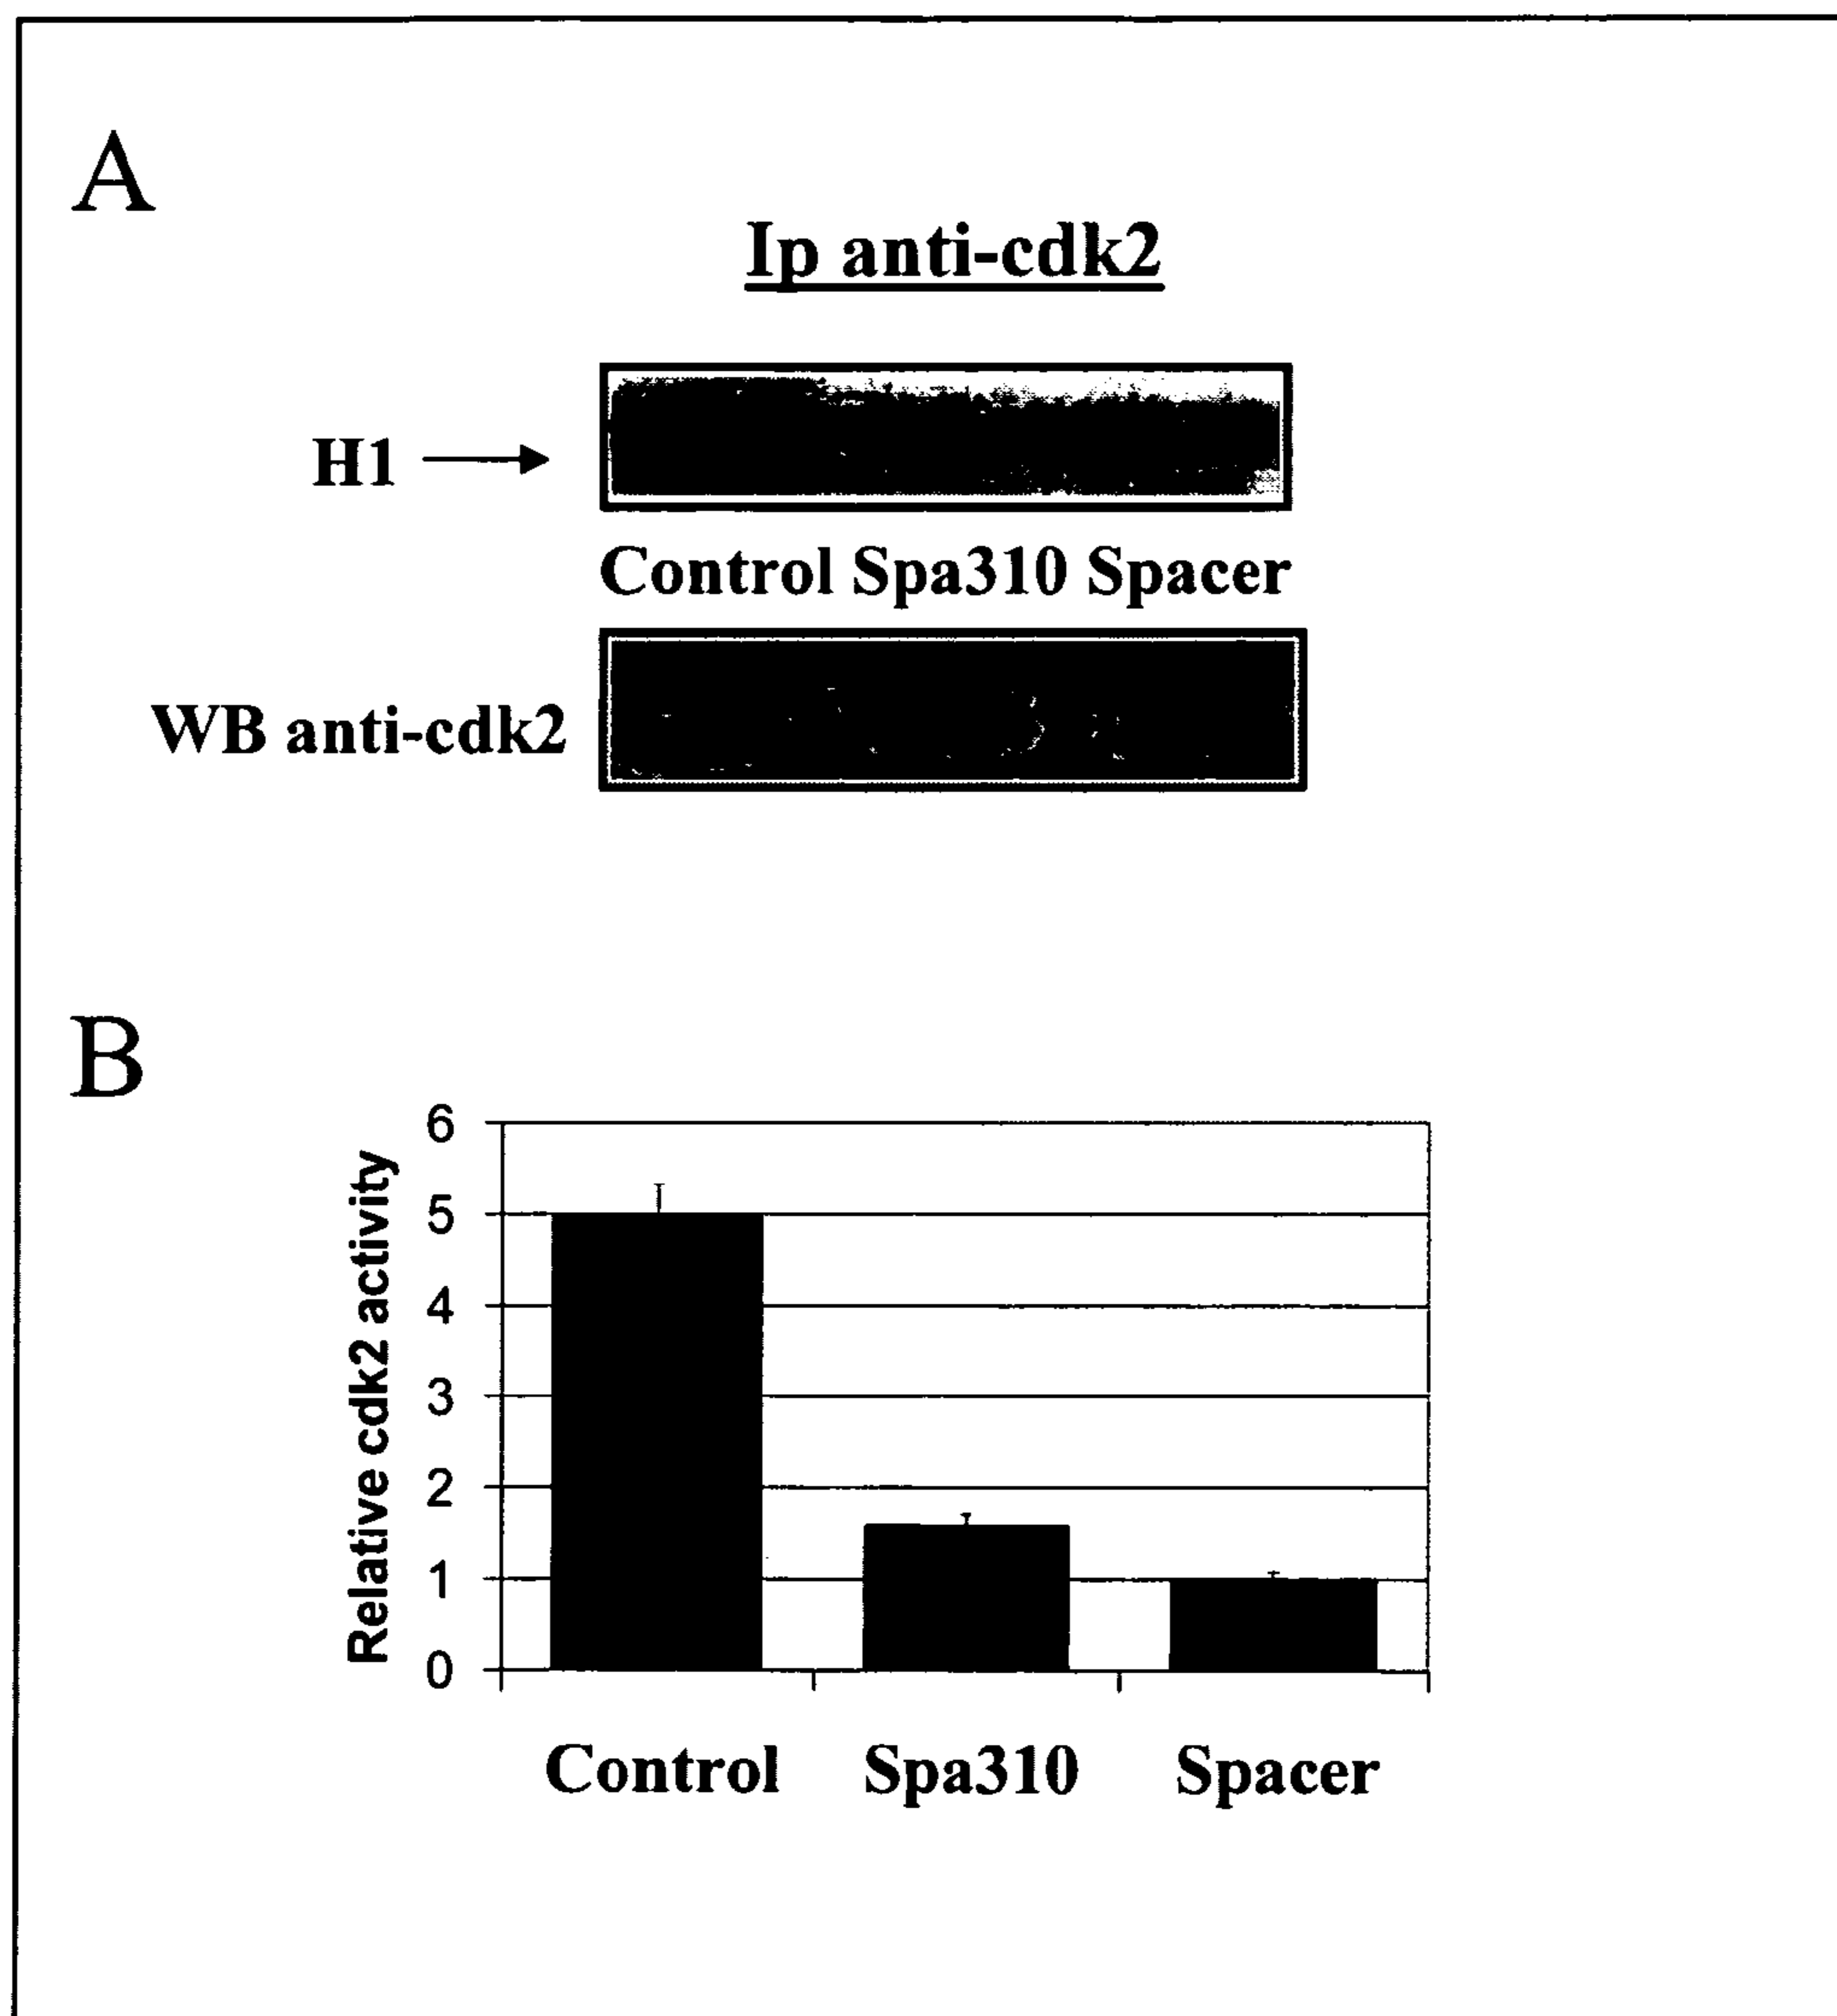 A
Ip anti-cdk2
H1
Control Spa310 Spacer
WB anti-cdk2
B
6
5
4
3
2
1
0
Relative cdk2 activity
Control Spa310 Spacer